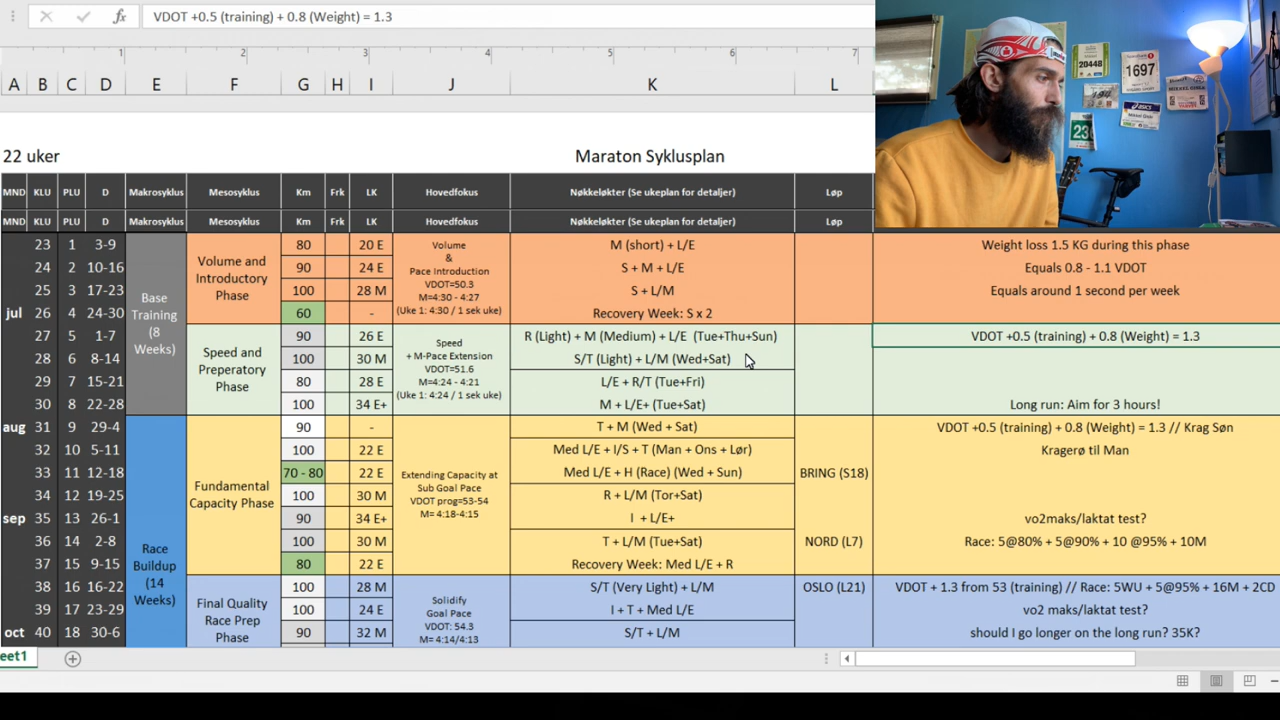 VDOT +0.5 (training) + 0.8 (Weight) = 1.3
1 2 3 4 5 6 7
A B C D E F G H I J K L
22 uker Maraton Syklusplan
MND KLU PLU D Makrosyklus Mesosyklus Km Frk LK Hovedfokus Nøkkeløkter (Se ukeplan for detaljer) Løp
MND KLU PLU D Makrosyklus Mesosyklus Km Frk LK Hovedfokus Nøkkeløkter (Se ukeplan for detaljer) Løp
23 1 3-9 80 20 E M (short) + L/E Weight loss 1.5 KG during this phase
24 2 10-16 90 24 E S + M + L/E Equals 0.8 - 1.1 VDOT
25 3 17-23 100 28 M S + L/M Equals around 1 second per week
jul 26 4 24-30 60 - Recovery Week: S x 2
Base
Training
(8
Weeks)
Volume and
Introductory
Phase
Volume
&
Pace Introduction
VDOT=50.3
M=4:30 - 4:27
(Uke 1: 4:30 / 1 sek uke)
27 5 1-7 90 26 E R (Light) + M (Medium) + L/E (Tue+Thu+Sun) VDOT +0.5 (training) + 0.8 (Weight) = 1.3
28 6 8-14 100 30 M S/T (Light) + L/M (Wed+Sat)
29 7 15-21 80 28 E L/E + R/T (Tue+Fri)
30 8 22-28 100 34 E+ M + L/E+ (Tue+Sat) Long run: Aim for 3 hours!
Speed and
Preperatory
Phase
Speed
+ M-Pace Extension
VDOT=51.6
M=4:24 - 4:21
(Uke 1: 4:24 / 1 sek uke)
aug 31 9 29-4 90 - T + M (Wed + Sat) VDOT +0.5 (training) + 0.8 (Weight) = 1.3 // Krag Søn
32 10 5-11 100 22 E Med L/E + I/S + T (Man + Ons + Lør) Kragerø til Man
33 11 12-18 70 - 80 22 E Med L/E + H (Race) (Wed + Sun) BRING (S18)
34 12 19-25 100 30 M R + L/M (Tor+Sat)
sep 35 13 26-1 90 34 E+ I + L/E+ vo2maks/laktat test?
36 14 2-8 100 30 M T + L/M (Tue+Sat) NORD (L7) Race: 5@80% + 5@90% + 10 @95% + 10M
37 15 9-15 80 22 E Recovery Week: Med L/E + R
Fundamental
Capacity Phase
Extending Capacity at
Sub Goal Pace
VDOT prog=53-54
M= 4:18-4:15
Race
Buildup
(14
Weeks)
38 16 16-22 100 28 M S/T (Very Light) + L/M OSLO (L21) VDOT + 1.3 from 53 (training) // Race: 5WU + 5@95% + 16M + 2CD
39 17 23-29 100 24 E I + T + Med L/E vo2 maks/laktat test?
oct 40 18 30-6 90 32 M S/T + L/M should I go longer on the long run? 35K?
Final Quality
Race Prep
Phase
Solidify
Goal Pace
VDOT: 54.3
M= 4:14/4:13
eet1
20448
1697
asics